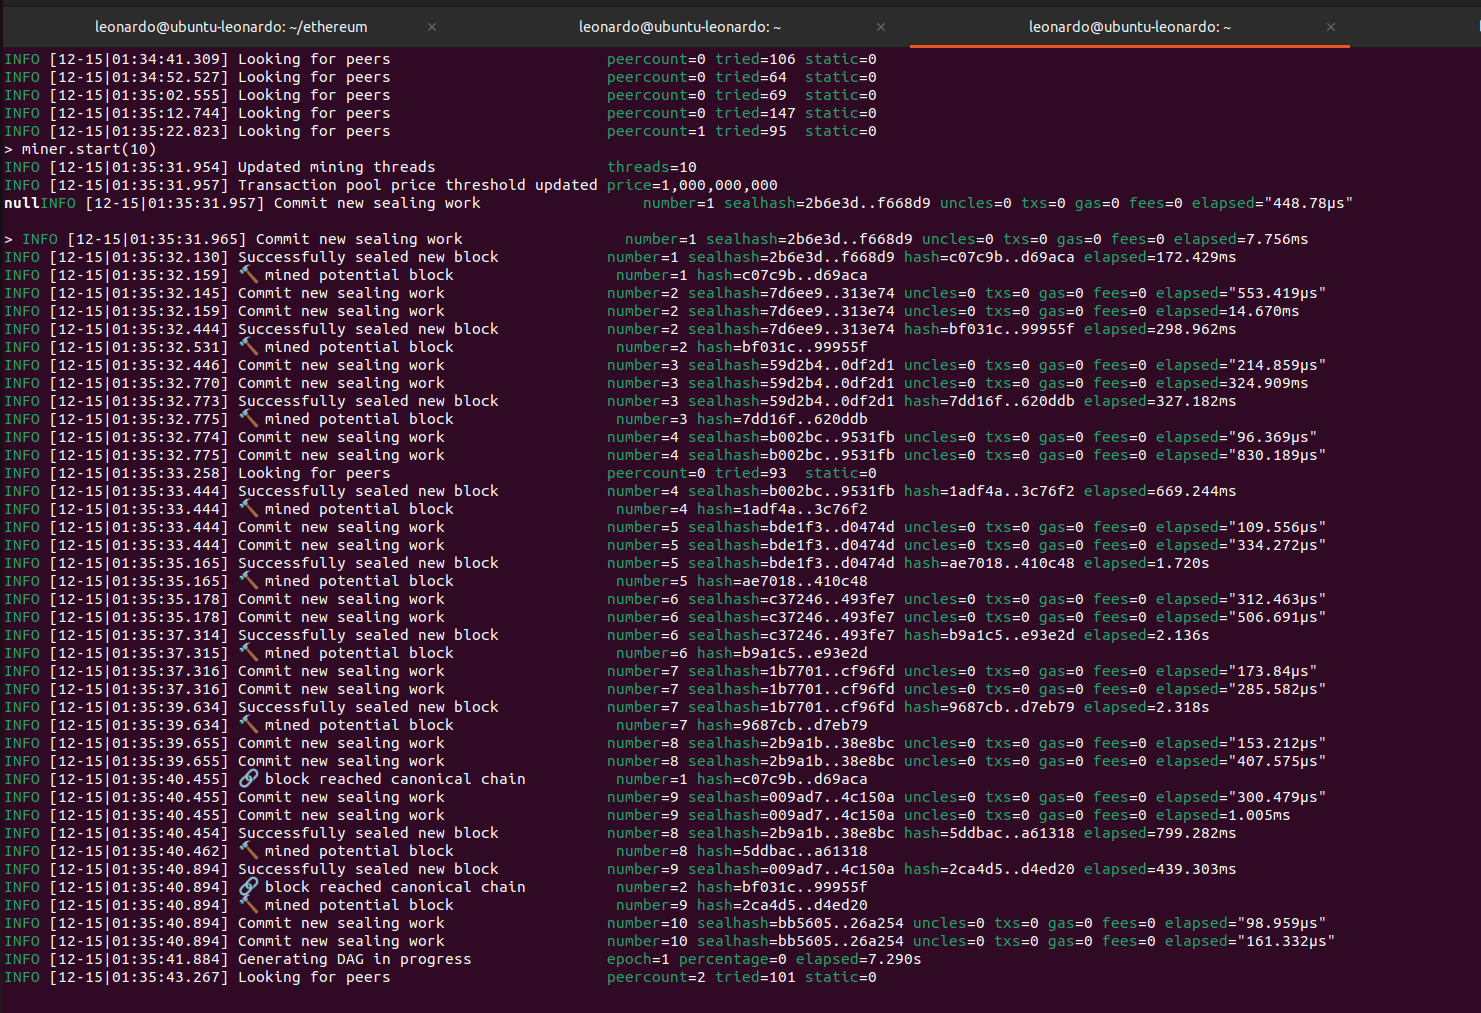 leonardo@ubuntu-leonardo: ~/ethereum × leonardo@ubuntu-leonardo: ~ × leonardo@ubuntu-leonardo: ~ ×
INFO [12-15|01:34:41.309] Looking for peers peercount=0 tried=106 static=0
INFO [12-15|01:34:52.527] Looking for peers peercount=0 tried=64 static=0
INFO [12-15|01:35:02.555] Looking for peers peercount=0 tried=69 static=0
INFO [12-15|01:35:12.744] Looking for peers peercount=0 tried=147 static=0
INFO [12-15|01:35:22.823] Looking for peers peercount=1 tried=95 static=0
> miner.start(10)
INFO [12-15|01:35:31.954] Updated mining threads threads=10
INFO [12-15|01:35:31.957] Transaction pool price threshold updated price=1,000,000,000
nullINFO [12-15|01:35:31.957] Commit new sealing work number=1 sealhash=2b6e3d..f668d9 uncles=0 txs=0 gas=0 fees=0 elapsed="448.78µs"
> INFO [12-15|01:35:31.965] Commit new sealing work number=1 sealhash=2b6e3d..f668d9 uncles=0 txs=0 gas=0 fees=0 elapsed=7.756ms
INFO [12-15|01:35:32.130] Successfully sealed new block number=1 sealhash=2b6e3d..f668d9 hash=c07c9b..d69aca elapsed=172.429ms
INFO [12-15|01:35:32.159] 🔨 mined potential block number=1 hash=c07c9b..d69aca
INFO [12-15|01:35:32.145] Commit new sealing work number=2 sealhash=7d6ee9..313e74 uncles=0 txs=0 gas=0 fees=0 elapsed="553.419µs"
INFO [12-15|01:35:32.159] Commit new sealing work number=2 sealhash=7d6ee9..313e74 uncles=0 txs=0 gas=0 fees=0 elapsed=14.670ms
INFO [12-15|01:35:32.444] Successfully sealed new block number=2 sealhash=7d6ee9..313e74 hash=bf031c..99955f elapsed=298.962ms
INFO [12-15|01:35:32.531] 🔨 mined potential block number=2 hash=bf031c..99955f
INFO [12-15|01:35:32.446] Commit new sealing work number=3 sealhash=59d2b4..0df2d1 uncles=0 txs=0 gas=0 fees=0 elapsed="214.859µs"
INFO [12-15|01:35:32.770] Commit new sealing work number=3 sealhash=59d2b4..0df2d1 uncles=0 txs=0 gas=0 fees=0 elapsed=324.909ms
INFO [12-15|01:35:32.773] Successfully sealed new block number=3 sealhash=59d2b4..0df2d1 hash=7dd16f..620ddb elapsed=327.182ms
INFO [12-15|01:35:32.775] 🔨 mined potential block number=3 hash=7dd16f..620ddb
INFO [12-15|01:35:32.774] Commit new sealing work number=4 sealhash=b002bc..9531fb uncles=0 txs=0 gas=0 fees=0 elapsed="96.369µs"
INFO [12-15|01:35:32.775] Commit new sealing work number=4 sealhash=b002bc..9531fb uncles=0 txs=0 gas=0 fees=0 elapsed="830.189µs"
INFO [12-15|01:35:33.258] Looking for peers peercount=0 tried=93 static=0
INFO [12-15|01:35:33.444] Successfully sealed new block number=4 sealhash=b002bc..9531fb hash=1adf4a..3c76f2 elapsed=669.244ms
INFO [12-15|01:35:33.444] 🔨 mined potential block number=4 hash=1adf4a..3c76f2
INFO [12-15|01:35:33.444] Commit new sealing work number=5 sealhash=bde1f3..d0474d uncles=0 txs=0 gas=0 fees=0 elapsed="109.556µs"
INFO [12-15|01:35:33.444] Commit new sealing work number=5 sealhash=bde1f3..d0474d uncles=0 txs=0 gas=0 fees=0 elapsed="334.272µs"
INFO [12-15|01:35:35.165] Successfully sealed new block number=5 sealhash=bde1f3..d0474d hash=ae7018..410c48 elapsed=1.720s
INFO [12-15|01:35:35.165] 🔨 mined potential block number=5 hash=ae7018..410c48
INFO [12-15|01:35:35.178] Commit new sealing work number=6 sealhash=c37246..493fe7 uncles=0 txs=0 gas=0 fees=0 elapsed="312.463µs"
INFO [12-15|01:35:35.178] Commit new sealing work number=6 sealhash=c37246..493fe7 uncles=0 txs=0 gas=0 fees=0 elapsed="506.691µs"
INFO [12-15|01:35:37.314] Successfully sealed new block number=6 sealhash=c37246..493fe7 hash=b9a1c5..e93e2d elapsed=2.136s
INFO [12-15|01:35:37.315] 🔨 mined potential block number=6 hash=b9a1c5..e93e2d
INFO [12-15|01:35:37.316] Commit new sealing work number=7 sealhash=1b7701..cf96fd uncles=0 txs=0 gas=0 fees=0 elapsed="173.84µs"
INFO [12-15|01:35:37.316] Commit new sealing work number=7 sealhash=1b7701..cf96fd uncles=0 txs=0 gas=0 fees=0 elapsed="285.582µs"
INFO [12-15|01:35:39.634] Successfully sealed new block number=7 sealhash=1b7701..cf96fd hash=9687cb..d7eb79 elapsed=2.318s
INFO [12-15|01:35:39.634] 🔨 mined potential block number=7 hash=9687cb..d7eb79
INFO [12-15|01:35:39.655] Commit new sealing work number=8 sealhash=2b9a1b..38e8bc uncles=0 txs=0 gas=0 fees=0 elapsed="153.212µs"
INFO [12-15|01:35:39.655] Commit new sealing work number=8 sealhash=2b9a1b..38e8bc uncles=0 txs=0 gas=0 fees=0 elapsed="407.575µs"
INFO [12-15|01:35:40.455] 🔗 block reached canonical chain number=1 hash=c07c9b..d69aca
INFO [12-15|01:35:40.455] Commit new sealing work number=9 sealhash=009ad7..4c150a uncles=0 txs=0 gas=0 fees=0 elapsed="300.479µs"
INFO [12-15|01:35:40.455] Commit new sealing work number=9 sealhash=009ad7..4c150a uncles=0 txs=0 gas=0 fees=0 elapsed=1.005ms
INFO [12-15|01:35:40.454] Successfully sealed new block number=8 sealhash=2b9a1b..38e8bc hash=5ddbac..a61318 elapsed=799.282ms
INFO [12-15|01:35:40.462] 🔨 mined potential block number=8 hash=5ddbac..a61318
INFO [12-15|01:35:40.894] Successfully sealed new block number=9 sealhash=009ad7..4c150a hash=2ca4d5..d4ed20 elapsed=439.303ms
INFO [12-15|01:35:40.894] 🔗 block reached canonical chain number=2 hash=bf031c..99955f
INFO [12-15|01:35:40.894] 🔨 mined potential block number=9 hash=2ca4d5..d4ed20
INFO [12-15|01:35:40.894] Commit new sealing work number=10 sealhash=bb5605..26a254 uncles=0 txs=0 gas=0 fees=0 elapsed="98.959µs"
INFO [12-15|01:35:40.894] Commit new sealing work number=10 sealhash=bb5605..26a254 uncles=0 txs=0 gas=0 fees=0 elapsed="161.332µs"
INFO [12-15|01:35:41.884] Generating DAG in progress epoch=1 percentage=0 elapsed=7.290s
INFO [12-15|01:35:43.267] Looking for peers peercount=2 tried=101 static=0